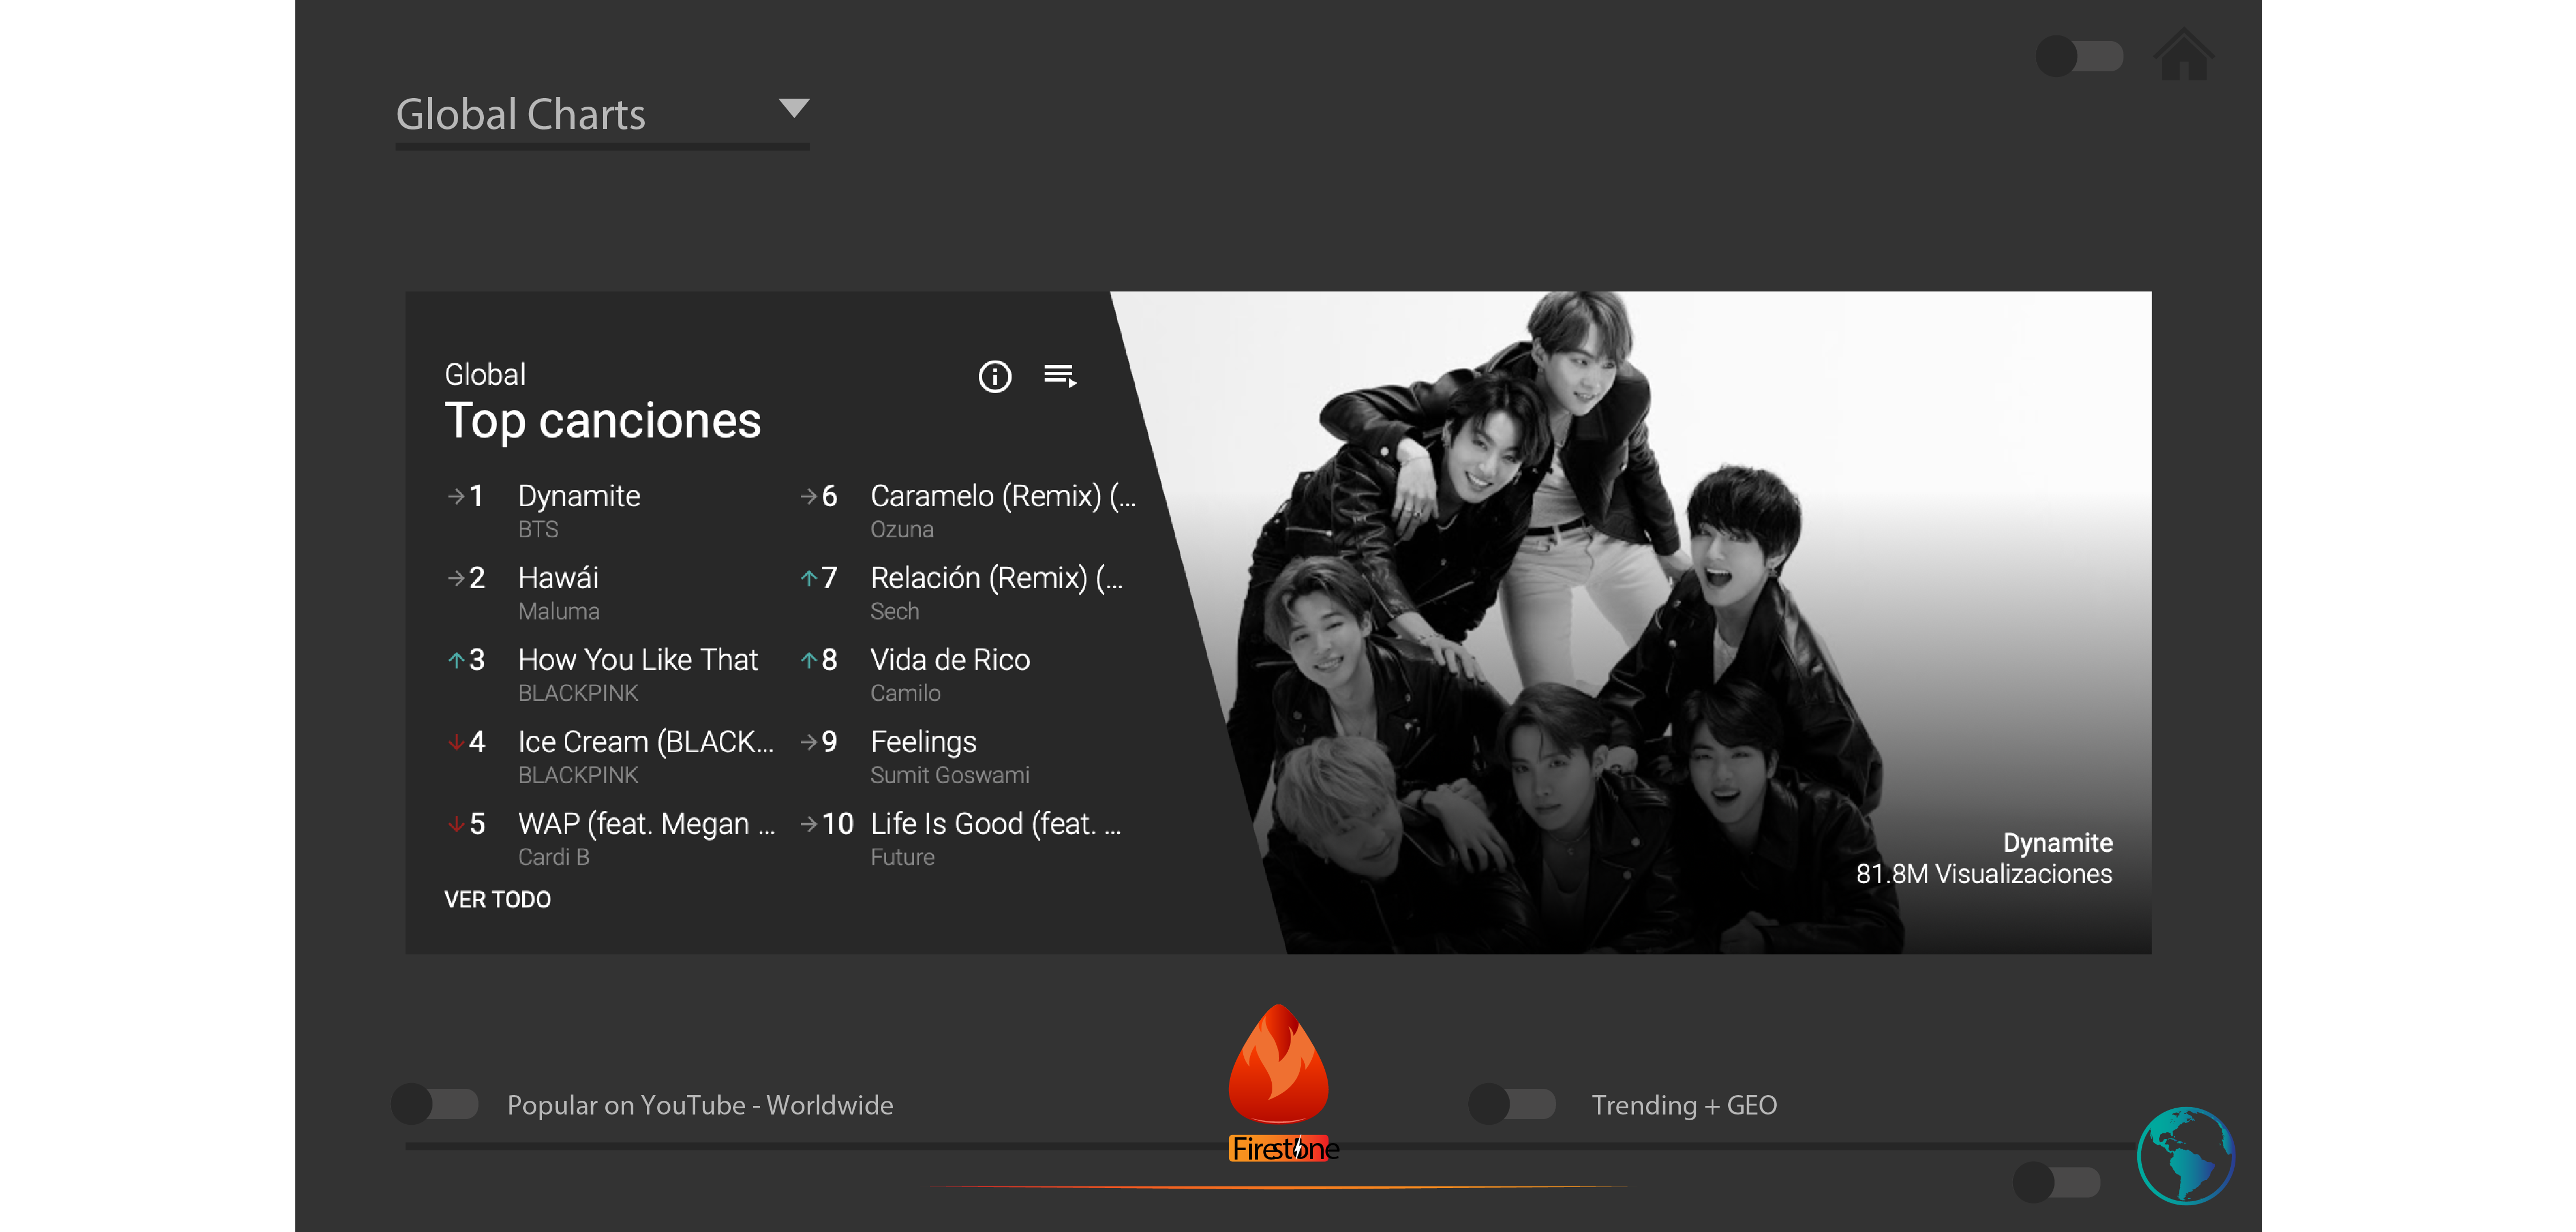 Global Charts
Global
Top canciones
1 Dynamite
BTS
2 Hawái
Maluma
3 How You Like That
BLACKPINK
4 Ice Cream (BLACK...
BLACKPINK
5 WAP (feat. Megan ...
Cardi B
6 Caramelo (Remix) (...
Ozuna
7 Relación (Remix) (...
Sech
8 Vida de Rico
Camilo
9 Feelings
Sumit Goswami
10 Life Is Good (feat. ...
Future
VER TODO
Dynamite
81.8M Visualizaciones
Popular on YouTube - Worldwide
Trending + GEO
Firestone